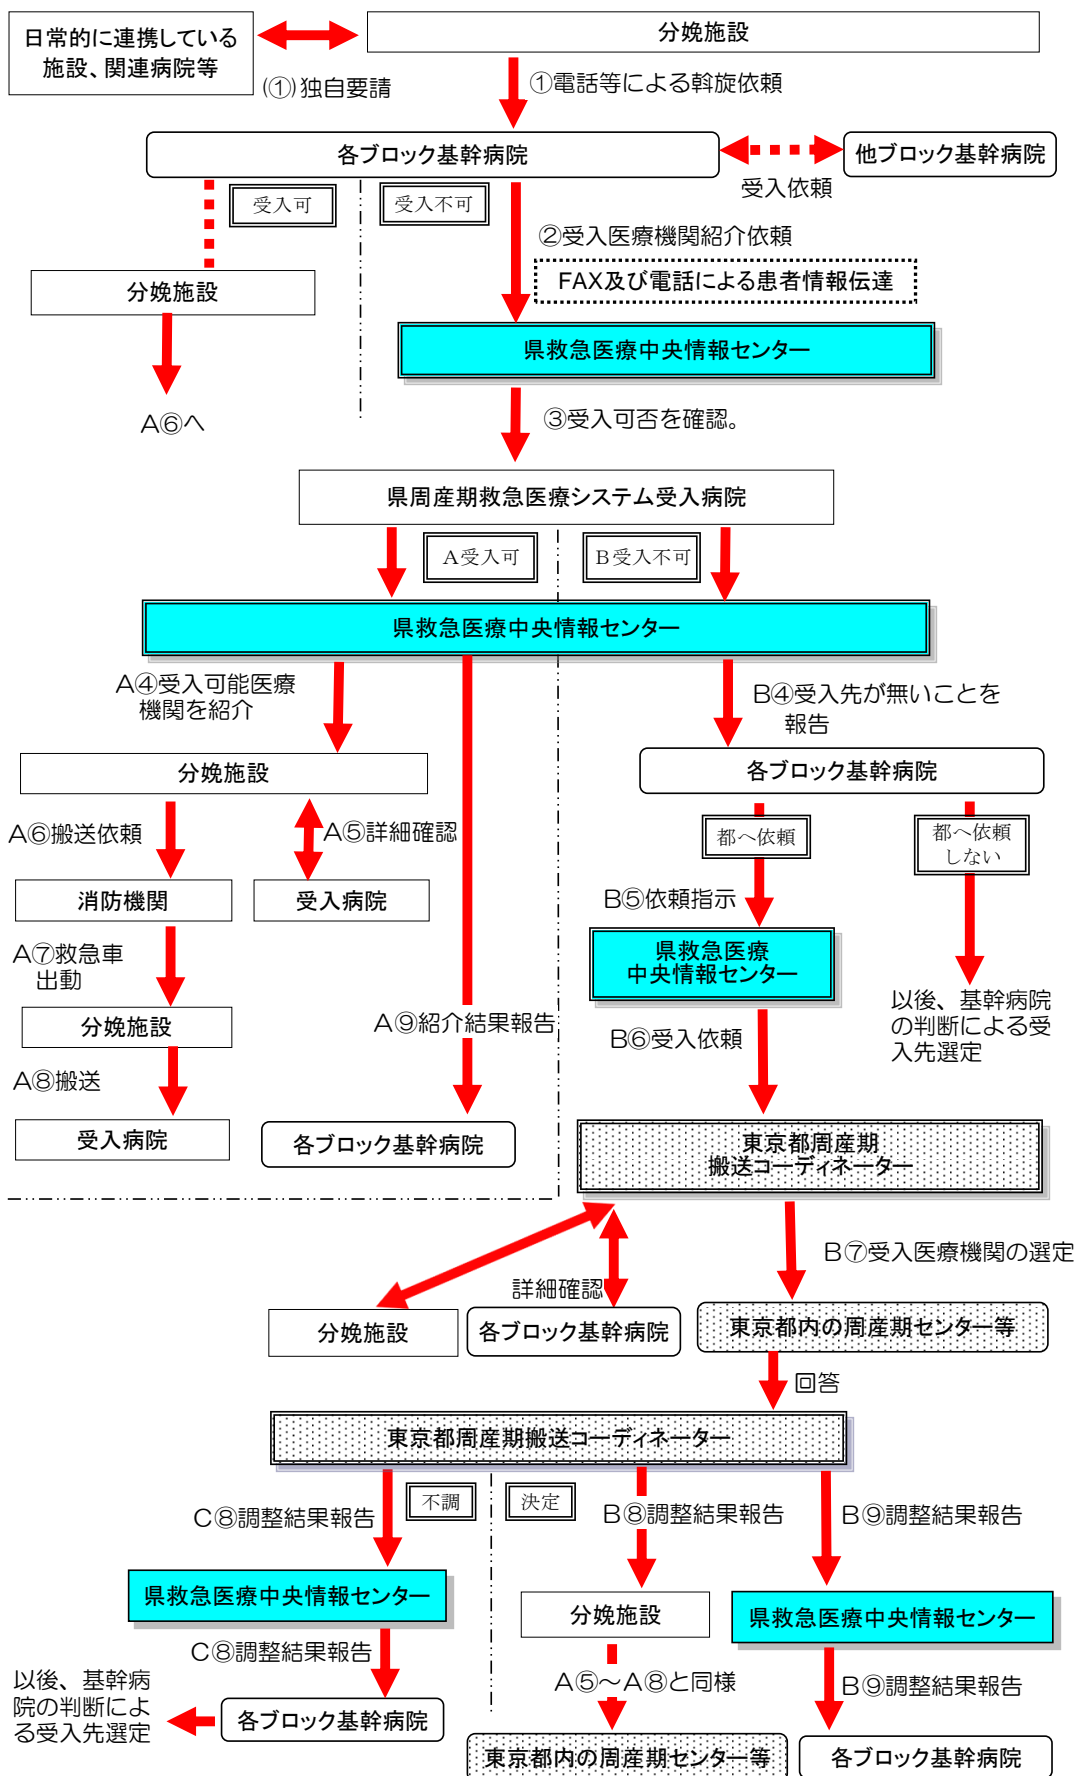 日常的に連携している
施設、関連病院等
分娩施設
(①)独自要請
①電話等による斡旋依頼
各ブロック基幹病院
他ブロック基幹病院
受入依頼
受入可
受入不可
②受入医療機関紹介依頼
FAX及び電話による患者情報伝達
分娩施設
県救急医療中央情報センター
A⑥へ
③受入可否を確認。
県周産期救急医療システム受入病院
A受入可
B受入不可
県救急医療中央情報センター
A④受入可能医療
機関を紹介
B④受入先が無いことを
報告
分娩施設
各ブロック基幹病院
A⑥搬送依頼
A⑤詳細確認
都へ依頼
都へ依頼
しない
消防機関
受入病院
B⑤依頼指示
A⑦救急車
出動
県救急医療
中央情報センター
分娩施設
A⑨紹介結果報告
以後、基幹病院
の判断による受
入先選定
B⑥受入依頼
A⑧搬送
受入病院
各ブロック基幹病院
東京都周産期
搬送コーディネーター
B⑦受入医療機関の選定
詳細確認
分娩施設
各ブロック基幹病院
東京都内の周産期センター等
回答
東京都周産期搬送コーディネーター
不調
決定
C⑧調整結果報告
B⑧調整結果報告
B⑨調整結果報告
県救急医療中央情報センター
分娩施設
県救急医療中央情報センター
C⑧調整結果報告
A⑤～A⑧と同様
B⑨調整結果報告
以後、基幹病
院の判断によ
る受入先選定
各ブロック基幹病院
東京都内の周産期センター等
各ブロック基幹病院